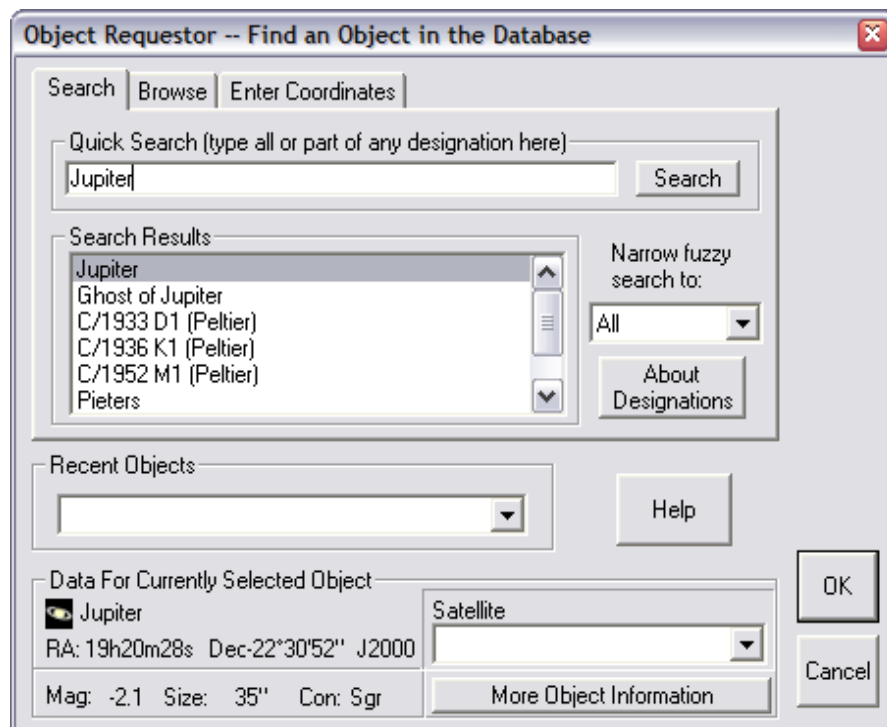 Object Requestor -- Find an Object in the Database
Search Browse Enter Coordinates
Quick Search (type all or part of any designation here)
Jupiter
Search
Search Results
Jupiter
Ghost of Jupiter
C/1933 D1 (Peltier)
C/1936 K1 (Peltier)
C/1952 M1 (Peltier)
Pieters
Narrow fuzzy
search to:
All
About
Designations
Recent Objects
Help
Data For Currently Selected Object
Jupiter
RA: 19h20m28s Dec-22°30'52" J2000
Mag: -2.1 Size: 35" Con: Sgr
Satellite
More Object Information
OK
Cancel